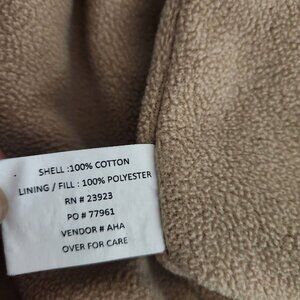 SHELL :100% COTTON
LINING / FILL : 100% POLYESTER
RN # 23923
PO # 77961
VENDOR # AHA
OVER FOR CARE